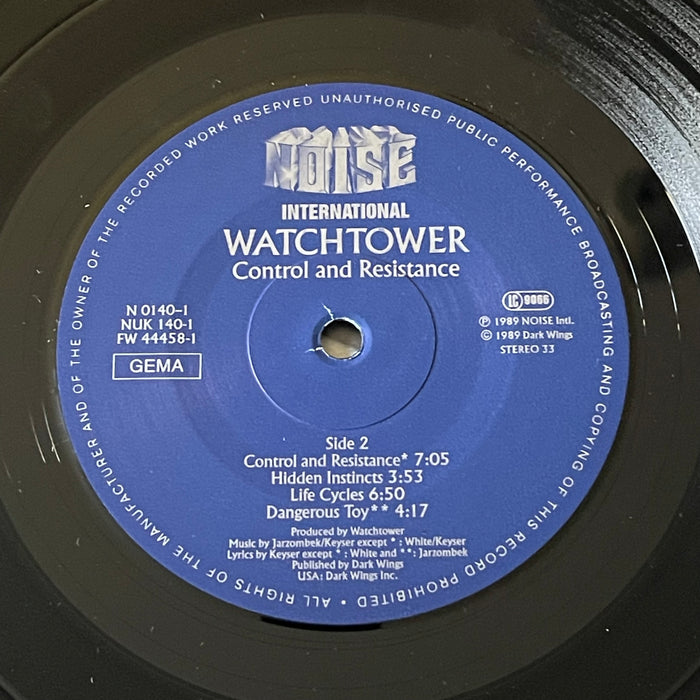 ALL RIGHTS OF THE MANUFACTURER AND OF THE OWNER OF THE RECORDED WORK RESERVED UNAUTHORISED PUBLIC PERFORMANCE BROADCASTING AND COPYING OF THIS RECORD PROHIBITED •
NOISE
INTERNATIONAL
WATCHTOWER
Control and Resistance
N 0140-1
NUK 140-1
FW 44458-1
GEMA
LC 9066
℗ 1989 NOISE Intl.
© 1989 Dark Wings
STEREO 33
Side 2
Control and Resistance* 7:05
Hidden Instincts 3:53
Life Cycles 6:50
Dangerous Toy** 4:17
Produced by Watchtower
Music by Jarzombek/Keyser except * : White/Keyser
Lyrics by Keyser except * : White and **: Jarzombek
Published by Dark Wings
USA: Dark Wings Inc.